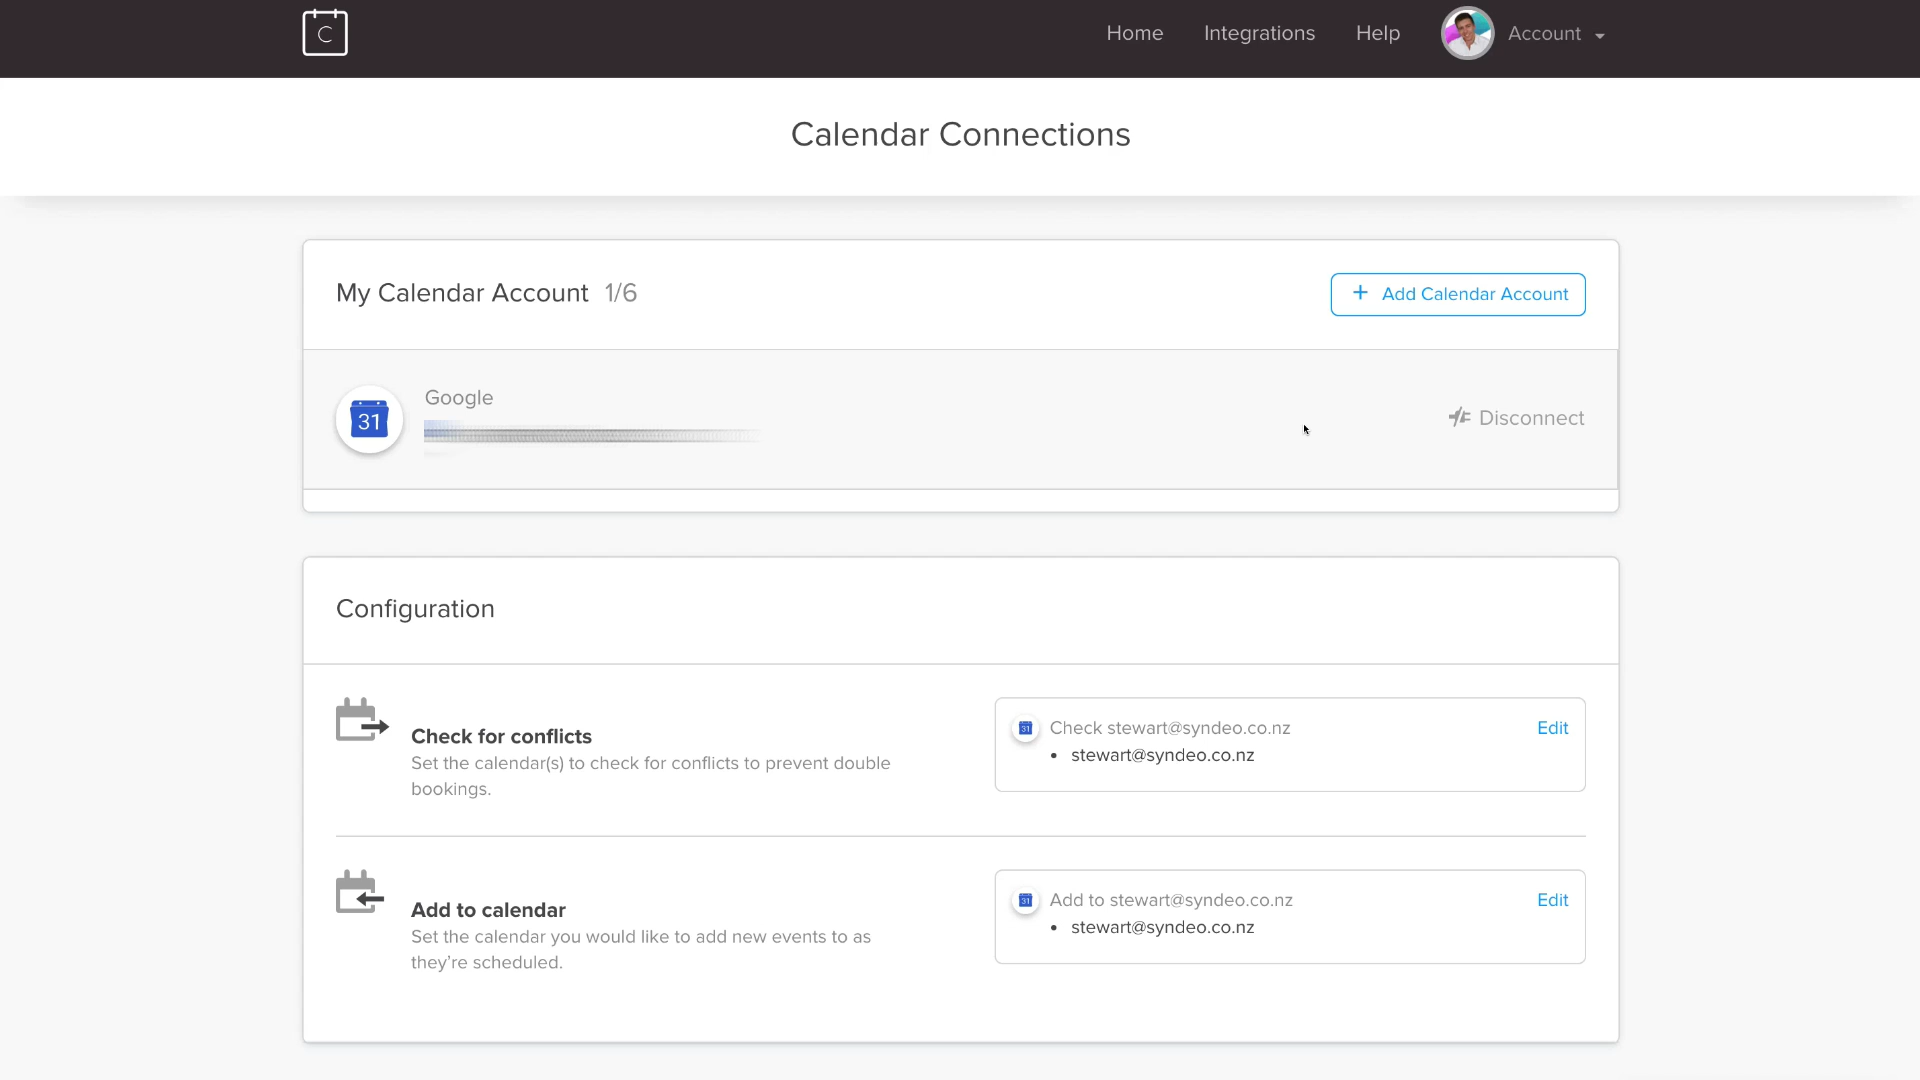 C
Home Integrations Help Account
Calendar Connections
My Calendar Account 1/6
+ Add Calendar Account
31
Google
Disconnect
Configuration
Check for conflicts
Set the calendar(s) to check for conflicts to prevent double
bookings.
31 Check stewart@syndeo.co.nz Edit
• stewart@syndeo.co.nz
Add to calendar
Set the calendar you would like to add new events to as
they’re scheduled.
31 Add to stewart@syndeo.co.nz Edit
• stewart@syndeo.co.nz